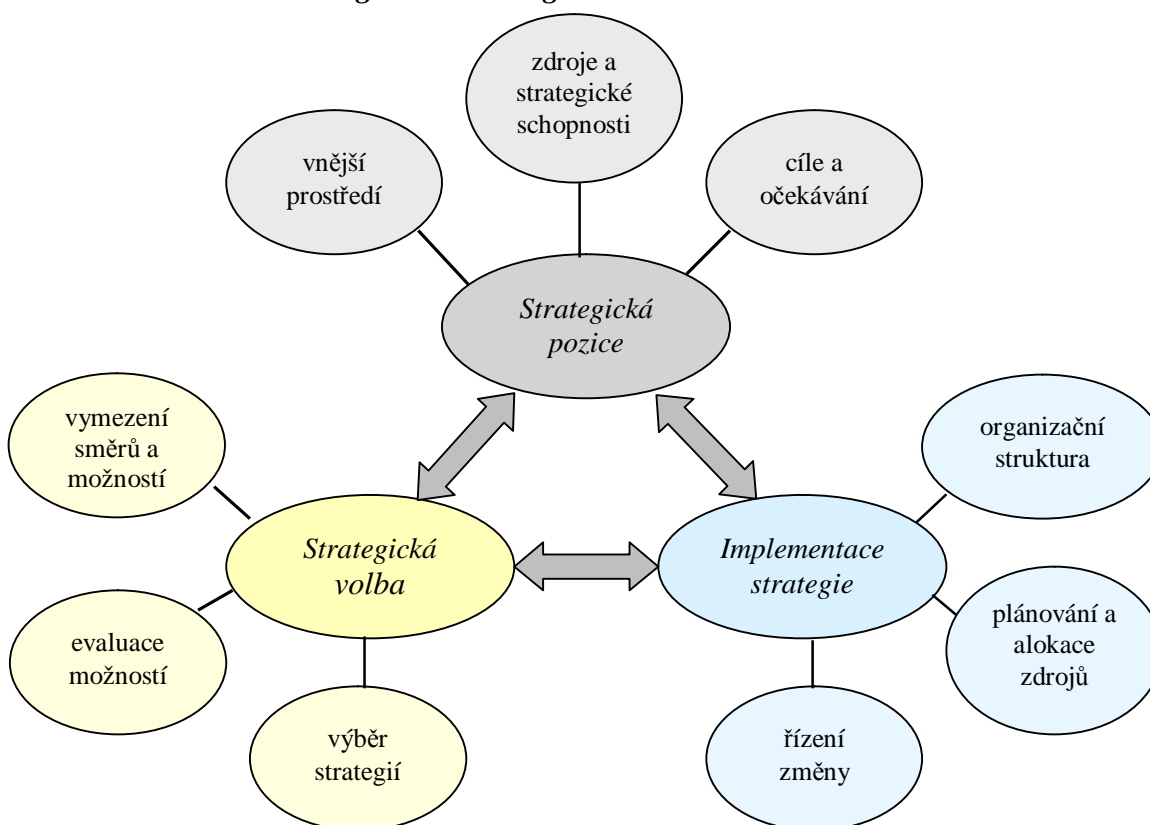 zdroje a
strategické
schopnosti
vnější
prostředí
cíle a
očekávání
Strategická
pozice
vymezení
směrů a
možností
organizační
struktura
Strategická
volba
Implementace
strategie
evaluace
možností
plánování a
alokace
zdrojů
výběr
strategií
řízení
změny